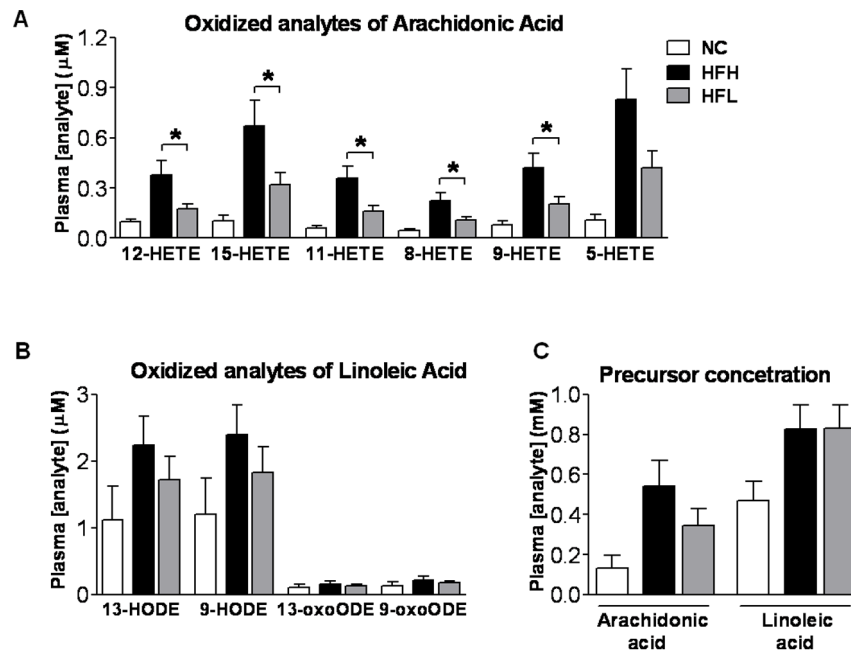 A
Oxidized analytes of Arachidonic Acid
Plasma [analyte] (μM)
1.2
0.9
0.6
0.3
0.0
* * * * *
12-HETE 15-HETE 11-HETE 8-HETE 9-HETE 5-HETE
NC
HFH
HFL
B
Oxidized analytes of Linoleic Acid
Plasma [analyte] (μM)
3
2
1
0
13-HODE 9-HODE 13-oxoODE 9-oxoODE
C
Precursor concetration
Plasma [analyte] (mM)
1.0
0.8
0.6
0.4
0.2
0.0
Arachidonic
acid
Linoleic
acid